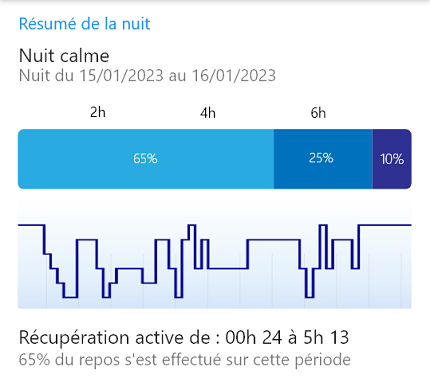 Résumé de la nuit
Nuit calme
Nuit du 15/01/2023 au 16/01/2023
2h 4h 6h
65% 25% 10%
Récupération active de : 00h 24 à 5h 13
65% du repos s'est effectué sur cette période